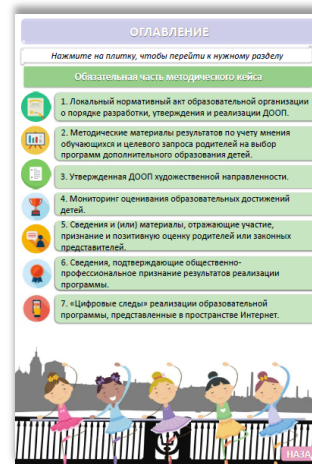 ОГЛАВЛЕНИЕ
Нажмите на плитку, чтобы перейти к нужному разделу
Обязательная часть методического кейса
1. Локальный нормативный акт образовательной организации
о порядке разработки, утверждения и реализации ДООП.
2. Методические материалы результатов по учету мнения
обучающихся и целевого запроса родителей на выбор
программ дополнительного образования детей.
3. Утвержденная ДООП художественной направленности.
4. Мониторинг оценивания образовательных достижений
детей.
5. Сведения и (или) материалы, отражающие участие,
признание и позитивную оценку родителей или законных
представителей.
6. Сведения, подтверждающие общественно-
профессиональное признание результатов реализации
программы.
7. «Цифровые следы» реализации образовательной
программы, представленные в пространстве Интернет.
НАЗА